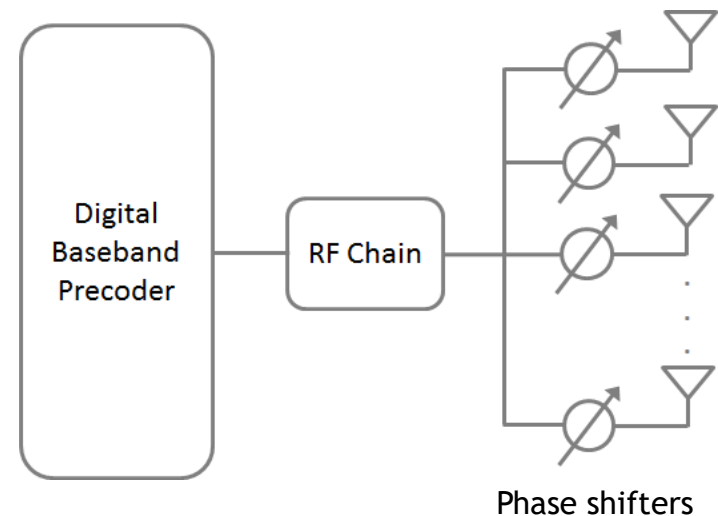 Digital
Baseband
Precoder
RF Chain
Phase shifters